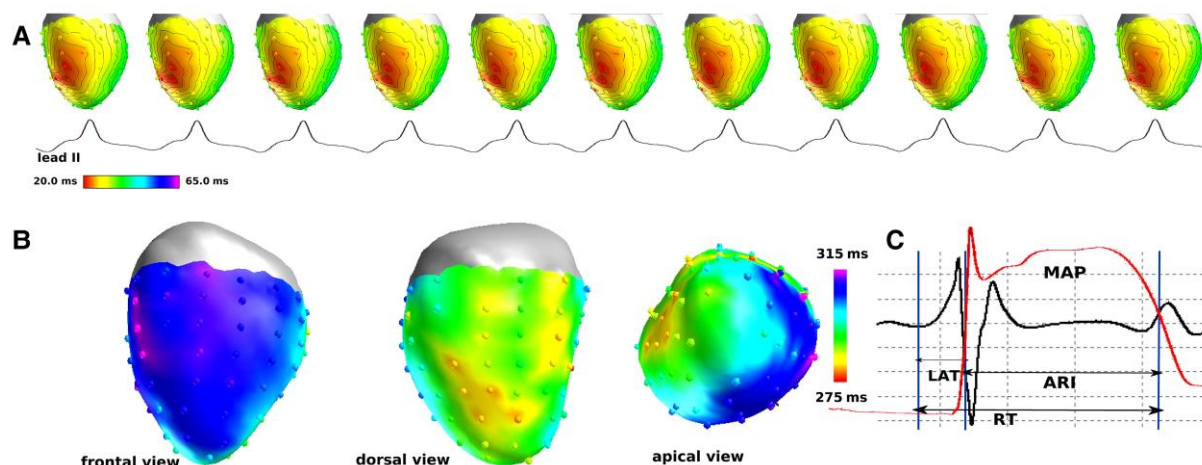 A
lead II
20.0 ms 65.0 ms
B
frontal view
dorsal view
apical view
315 ms
275 ms
C
MAP
LAT
ARI
RT